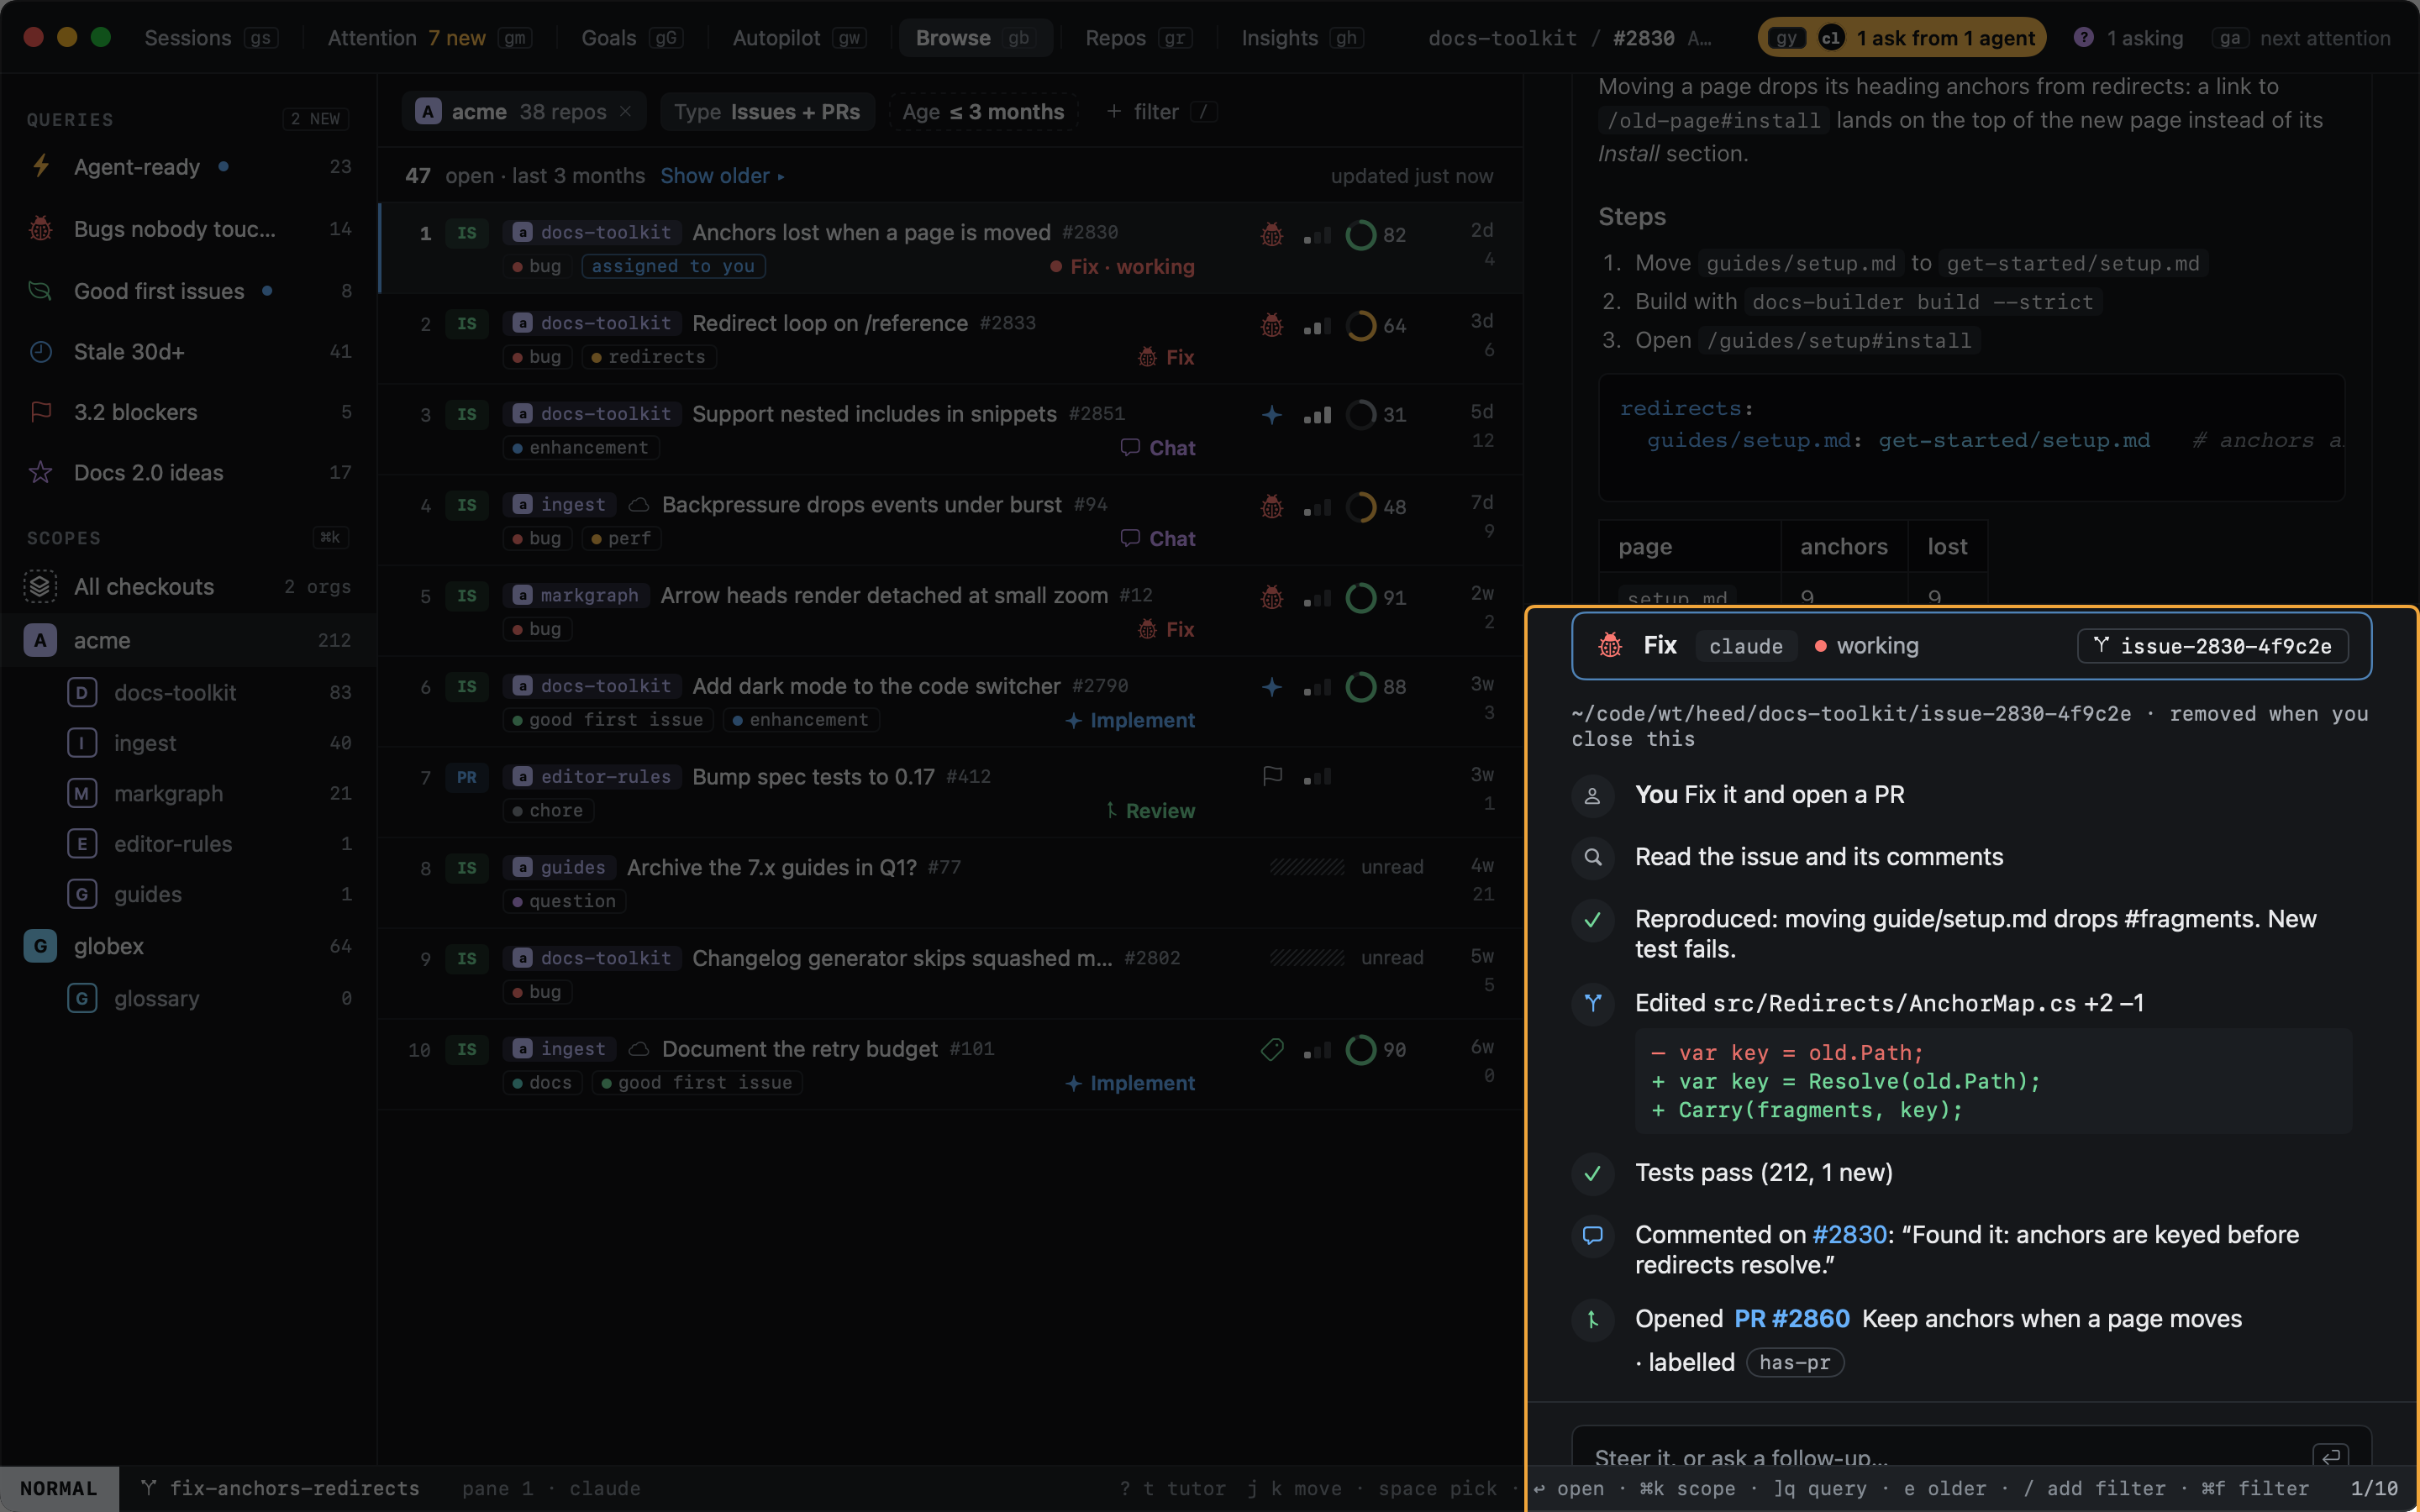 Sessions gs Attention 7 new gm Goals gG Autopilot gw Browse gb Repos gr Insights gh docs-toolkit / #2830 A… gy cl 1 ask from 1 agent ? 1 asking ga next attention
QUERIES 2 NEW
Agent-ready 23
Bugs nobody touc… 14
Good first issues 8
Stale 30d+ 41
3.2 blockers 5
Docs 2.0 ideas 17
SCOPES ⌘k
All checkouts 2 orgs
A acme 212
D docs-toolkit 83
I ingest 40
M markgraph 21
E editor-rules 1
G guides 1
G globex 64
G glossary 0
A acme 38 repos × Type Issues + PRs Age ≤ 3 months + filter /
47 open · last 3 months Show older ▸ updated just now
1 IS a docs-toolkit Anchors lost when a page is moved #2830 82 2d
bug assigned to you Fix · working 4
2 IS a docs-toolkit Redirect loop on /reference #2833 64 3d
bug redirects Fix 6
3 IS a docs-toolkit Support nested includes in snippets #2851 31 5d
enhancement Chat 12
4 IS a ingest Backpressure drops events under burst #94 48 7d
bug perf Chat 9
5 IS a markgraph Arrow heads render detached at small zoom #12 91 2w
bug Fix 2
6 IS a docs-toolkit Add dark mode to the code switcher #2790 88 3w
good first issue enhancement Implement 3
7 PR a editor-rules Bump spec tests to 0.17 #412 3w
chore Review 1
8 IS a guides Archive the 7.x guides in Q1? #77 unread 4w
question 21
9 IS a docs-toolkit Changelog generator skips squashed m… #2802 unread 5w
bug 5
10 IS a ingest Document the retry budget #101 90 6w
docs good first issue Implement 0
Moving a page drops its heading anchors from redirects: a link to
/old-page#install lands on the top of the new page instead of its
Install section.
Steps
1. Move guides/setup.md to get-started/setup.md
2. Build with docs-builder build --strict
3. Open /guides/setup#install
redirects:
guides/setup.md: get-started/setup.md # anchors a
page anchors lost
setup.md 9 9
Fix claude working issue-2830-4f9c2e
~/code/wt/heed/docs-toolkit/issue-2830-4f9c2e · removed when you
close this
You Fix it and open a PR
Read the issue and its comments
Reproduced: moving guide/setup.md drops #fragments. New
test fails.
Edited src/Redirects/AnchorMap.cs +2 −1
− var key = old.Path;
+ var key = Resolve(old.Path);
+ Carry(fragments, key);
Tests pass (212, 1 new)
Commented on #2830: “Found it: anchors are keyed before
redirects resolve.”
Opened PR #2860 Keep anchors when a page moves
· labelled has-pr
Steer it, or ask a follow-up…
NORMAL fix-anchors-redirects pane 1 · claude ? t tutor j k move · space pick · ↩ open · ⌘k scope · ]q query · e older · / add filter · ⌘f filter 1/10